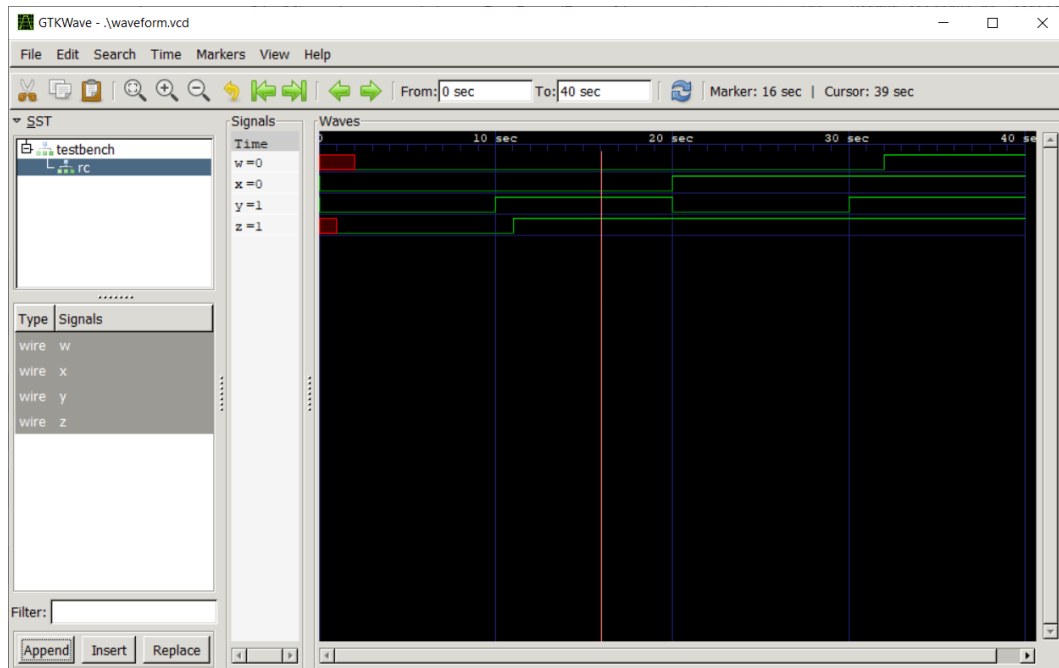 GTKWave - .\waveform.vcd
File Edit Search Time Markers View Help
From: 0 sec To: 40 sec Marker: 16 sec | Cursor: 39 sec
SST
testbench
rc
Type Signals
wire w
wire x
wire y
wire z
Filter:
Append Insert Replace
Signals
Time
w=0
x=0
y=1
z=1
Waves
0 10 sec 20 sec 30 sec 40 se